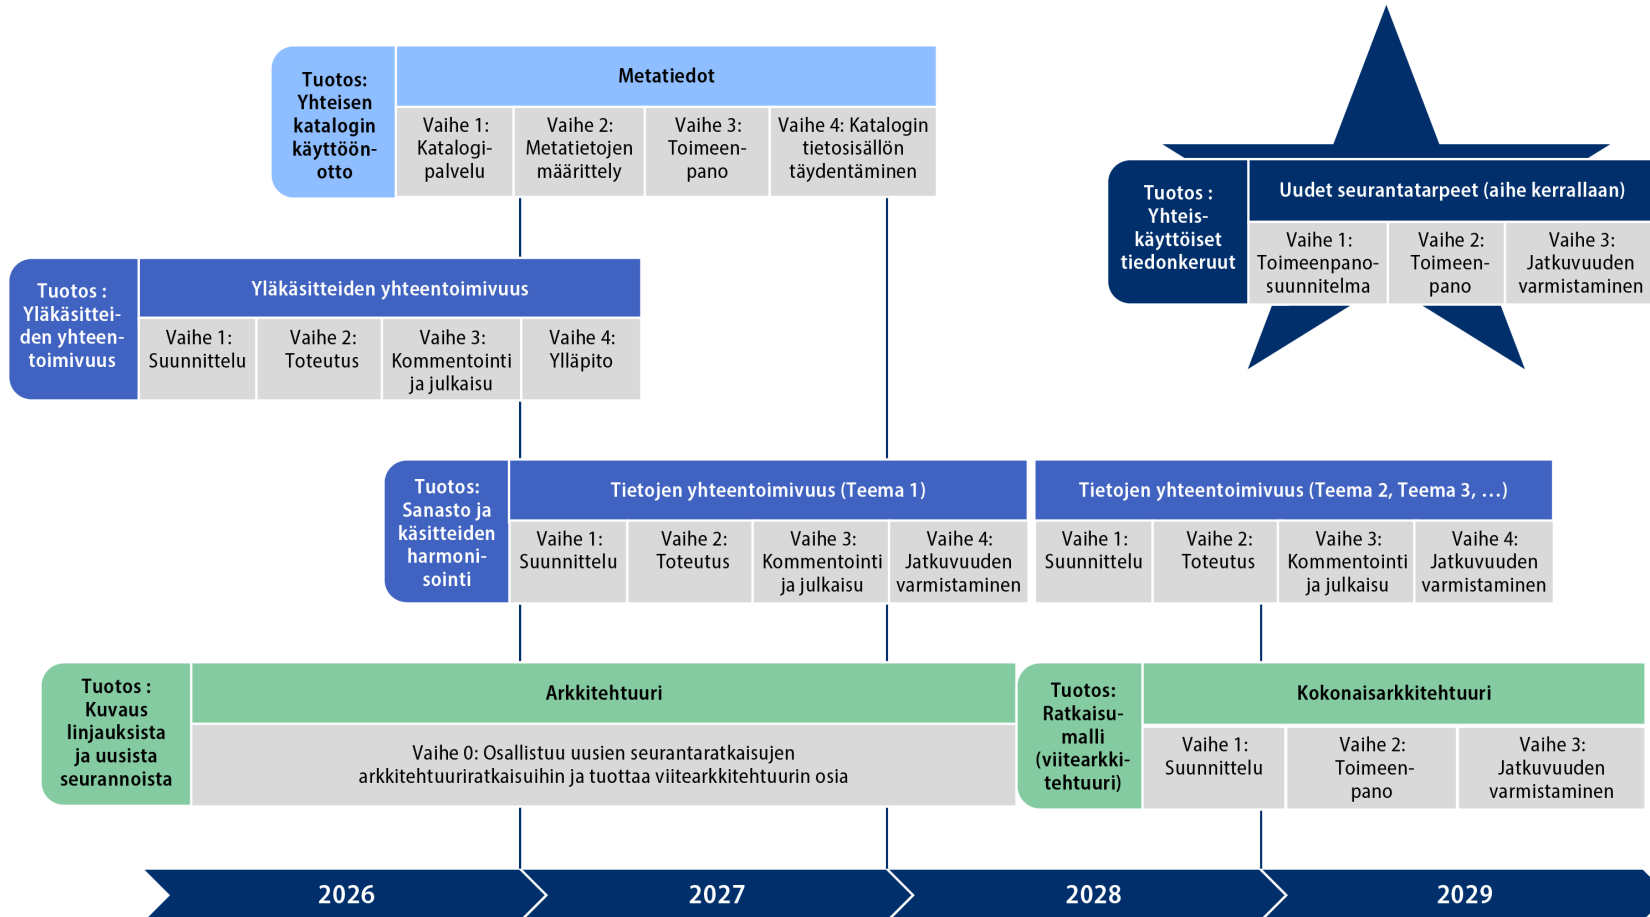 Tuotos:
Yhteisen
katalogin
käyttöön-
otto
Metatiedot
Vaihe 1:
Katalogi-
palvelu
Vaihe 2:
Metatietojen
määrittely
Vaihe 3:
Toimeen-
pano
Vaihe 4: Katalogin
tietosisällön
täydentäminen
Tuotos :
Yhteis-
käyttöiset
tiedonkeruut
Uudet seurantatarpeet (aihe kerrallaan)
Vaihe 1:
Toimeenpano-
suunnitelma
Vaihe 2:
Toimeen-
pano
Vaihe 3:
Jatkuvuuden
varmistaminen
Tuotos :
Yläkäsittei-
den yhteen-
toimivuus
Yläkäsitteiden yhteentoimivuus
Vaihe 1:
Suunnittelu
Vaihe 2:
Toteutus
Vaihe 3:
Kommentointi
ja julkaisu
Vaihe 4:
Ylläpito
Tuotos:
Sanasto ja
käsitteiden
harmoni-
sointi
Tietojen yhteentoimivuus (Teema 1)
Vaihe 1:
Suunnittelu
Vaihe 2:
Toteutus
Vaihe 3:
Kommentointi
ja julkaisu
Vaihe 4:
Jatkuvuuden
varmistaminen
Tietojen yhteentoimivuus (Teema 2, Teema 3, …)
Vaihe 1:
Suunnittelu
Vaihe 2:
Toteutus
Vaihe 3:
Kommentointi
ja julkaisu
Vaihe 4:
Jatkuvuuden
varmistaminen
Tuotos :
Kuvaus
linjauksista
ja uusista
seurannoista
Arkkitehtuuri
Vaihe 0: Osallistuu uusien seurantaratkaisujen
arkkitehtuuriratkaisuihin ja tuottaa viitearkkitehtuurin osia
Tuotos:
Ratkaisu-
malli
(viitearkki-
tehtuuri)
Kokonaisarkkitehtuuri
Vaihe 1:
Suunnittelu
Vaihe 2:
Toimeen-
pano
Vaihe 3:
Jatkuvuuden
varmistaminen
2026
2027
2028
2029